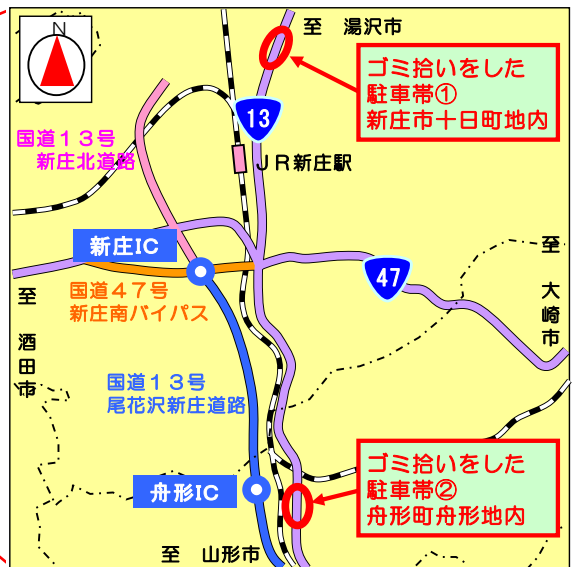 N
至 湯沢市
ゴミ拾いをした
駐車帯①
新庄市十日町地内
13
国道１３号
新庄北道路
ＪＲ新庄駅
新庄IC
至 大崎市
47
国道４７号
新庄南バイパス
至 酒田市
国道１３号
尾花沢新庄道路
ゴミ拾いをした
駐車帯②
舟形町舟形地内
舟形IC
至 山形市